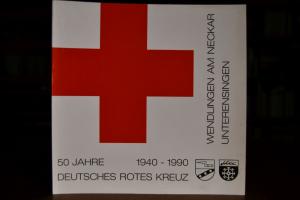 WENDLINGEN AM NECKAR
UNTERENSINGEN
50 JAHRE 1940 - 1990
DEUTSCHES ROTES KREUZ